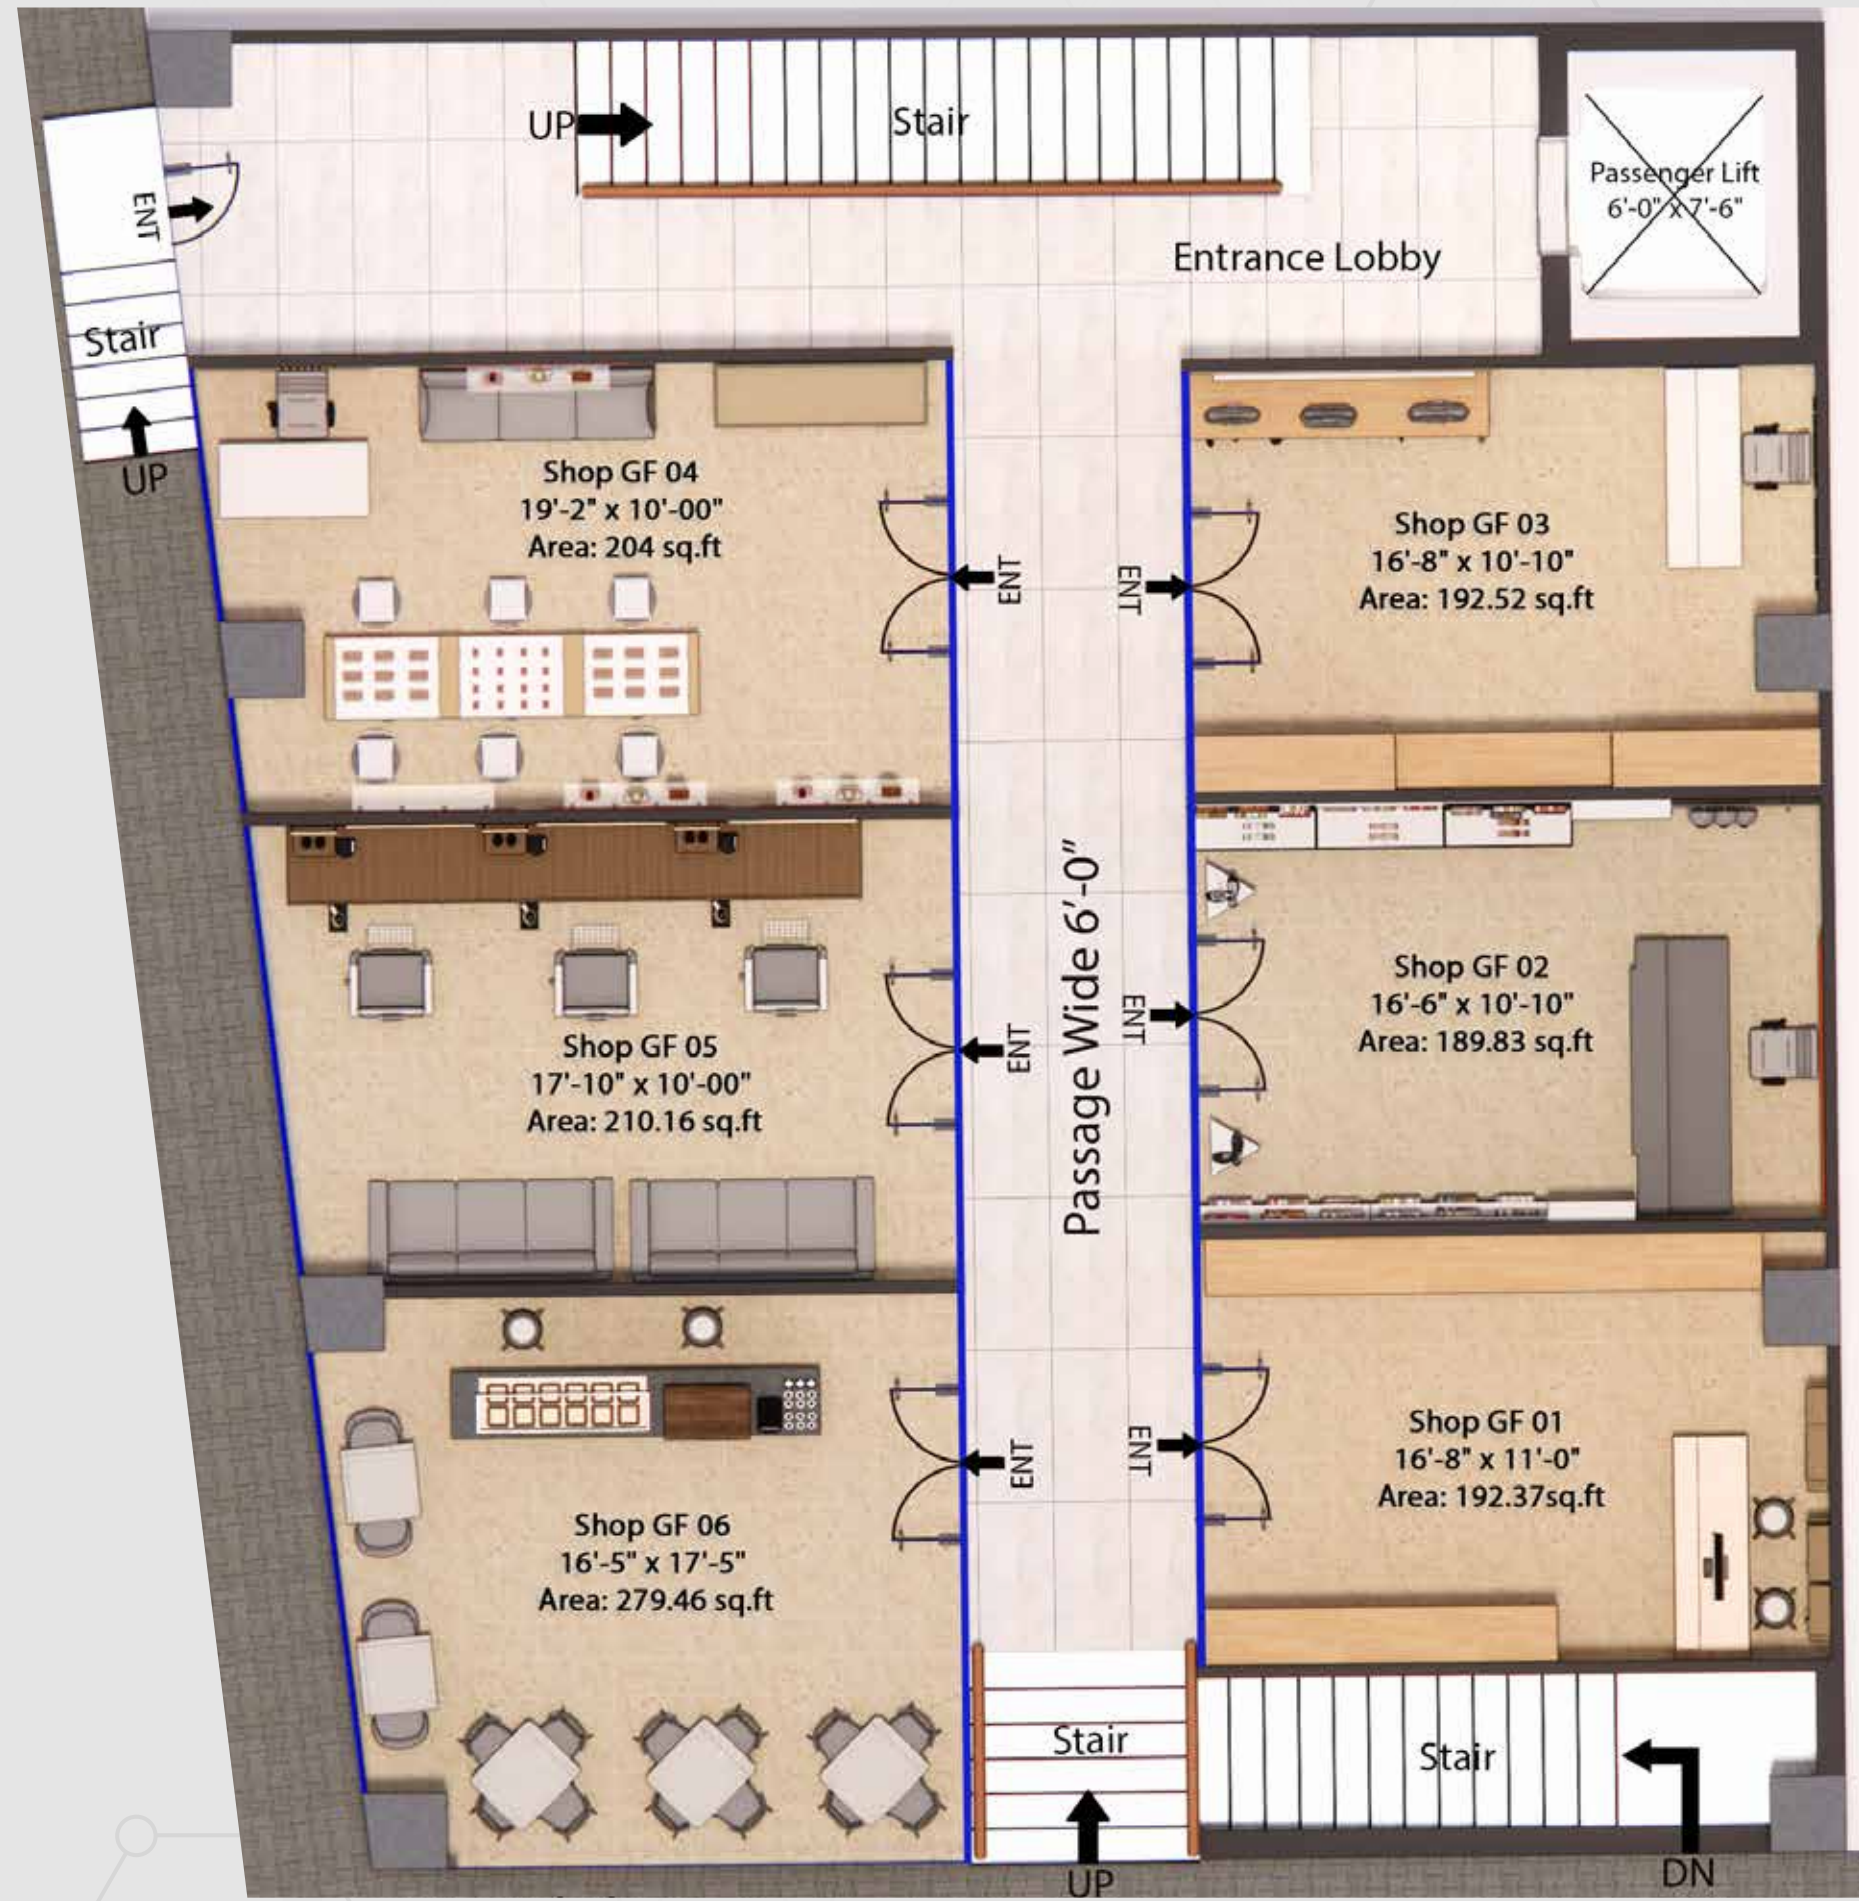 UP
Stair
ENT
Passenger Lift
6'-0" x 7'-6"
Entrance Lobby
Stair
UP
Shop GF 04
19'-2" x 10'-00"
Area: 204 sq.ft
ENT
ENT
Shop GF 03
16'-8" x 10'-10"
Area: 192.52 sq.ft
Passage Wide 6'-0"
Shop GF 05
17'-10" x 10'-00"
Area: 210.16 sq.ft
ENT
ENT
Shop GF 02
16'-6" x 10'-10"
Area: 189.83 sq.ft
Shop GF 06
16'-5" x 17'-5"
Area: 279.46 sq.ft
ENT
ENT
Shop GF 01
16'-8" x 11'-0"
Area: 192.37sq.ft
Stair
UP
Stair
DN